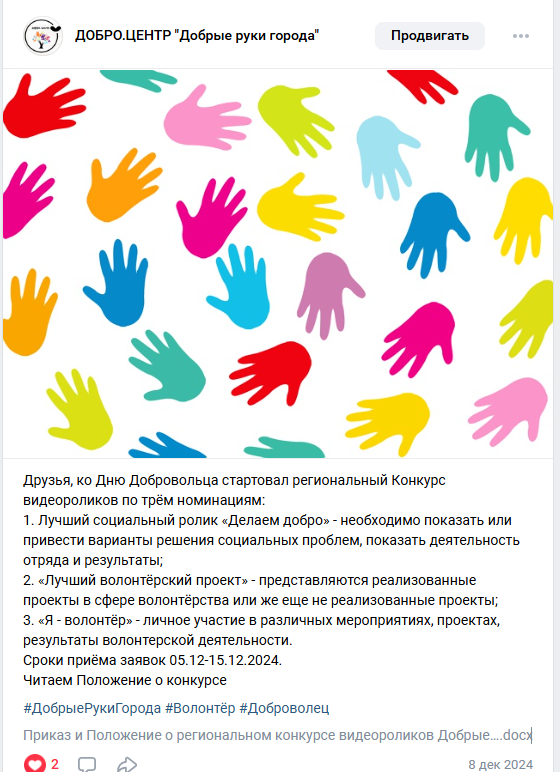 ДОБРО.ЦЕНТР "Добрые руки города"
Продвигать
Друзья, ко Дню Добровольца стартовал региональный Конкурс
видеороликов по трём номинациям:
1. Лучший социальный ролик «Делаем добро» - необходимо показать или
привести варианты решения социальных проблем, показать деятельность
отряда и результаты;
2. «Лучший волонтёрский проект» - представляются реализованные
проекты в сфере волонтёрства или же еще не реализованные проекты;
3. «Я - волонтёр» - личное участие в различных мероприятиях, проектах,
результаты волонтерской деятельности.
Сроки приёма заявок 05.12-15.12.2024.
Читаем Положение о конкурсе
#ДобрыеРукиГорода #Волонтёр #Доброволец
Приказ и Положение о региональном конкурсе видеороликов Добрые....docx
2
8 дек 2024